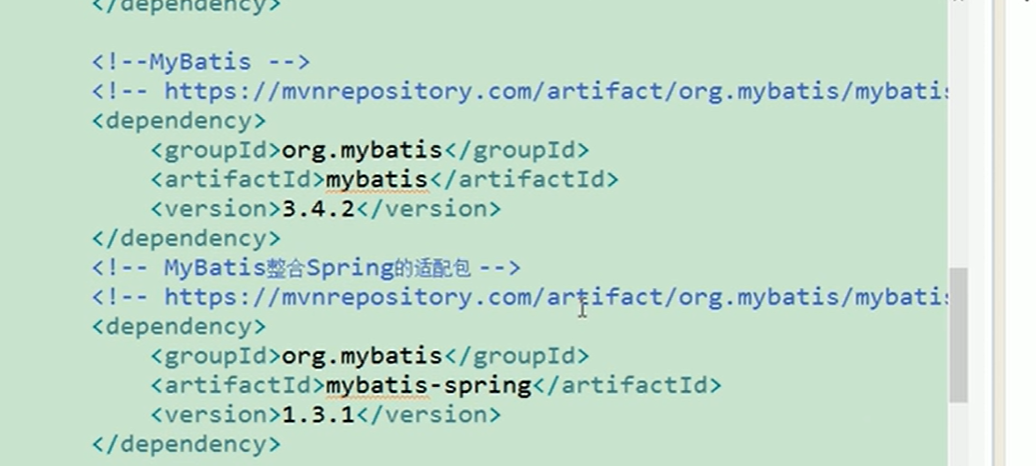 </dependency>
<!--MyBatis -->
<!-- https://mvnrepository.com/artifact/org.mybatis/mybatis
<dependency>
<groupId>org.mybatis</groupId>
<artifactId>mybatis</artifactId>
<version>3.4.2</version>
</dependency>
<!-- MyBatis整合Spring的适配包 -->
<!-- https://mvnrepository.com/artifact/org.mybatis/mybatis
<dependency>
<groupId>org.mybatis</groupId>
<artifactId>mybatis-spring</artifactId>
<version>1.3.1</version>
</dependency>